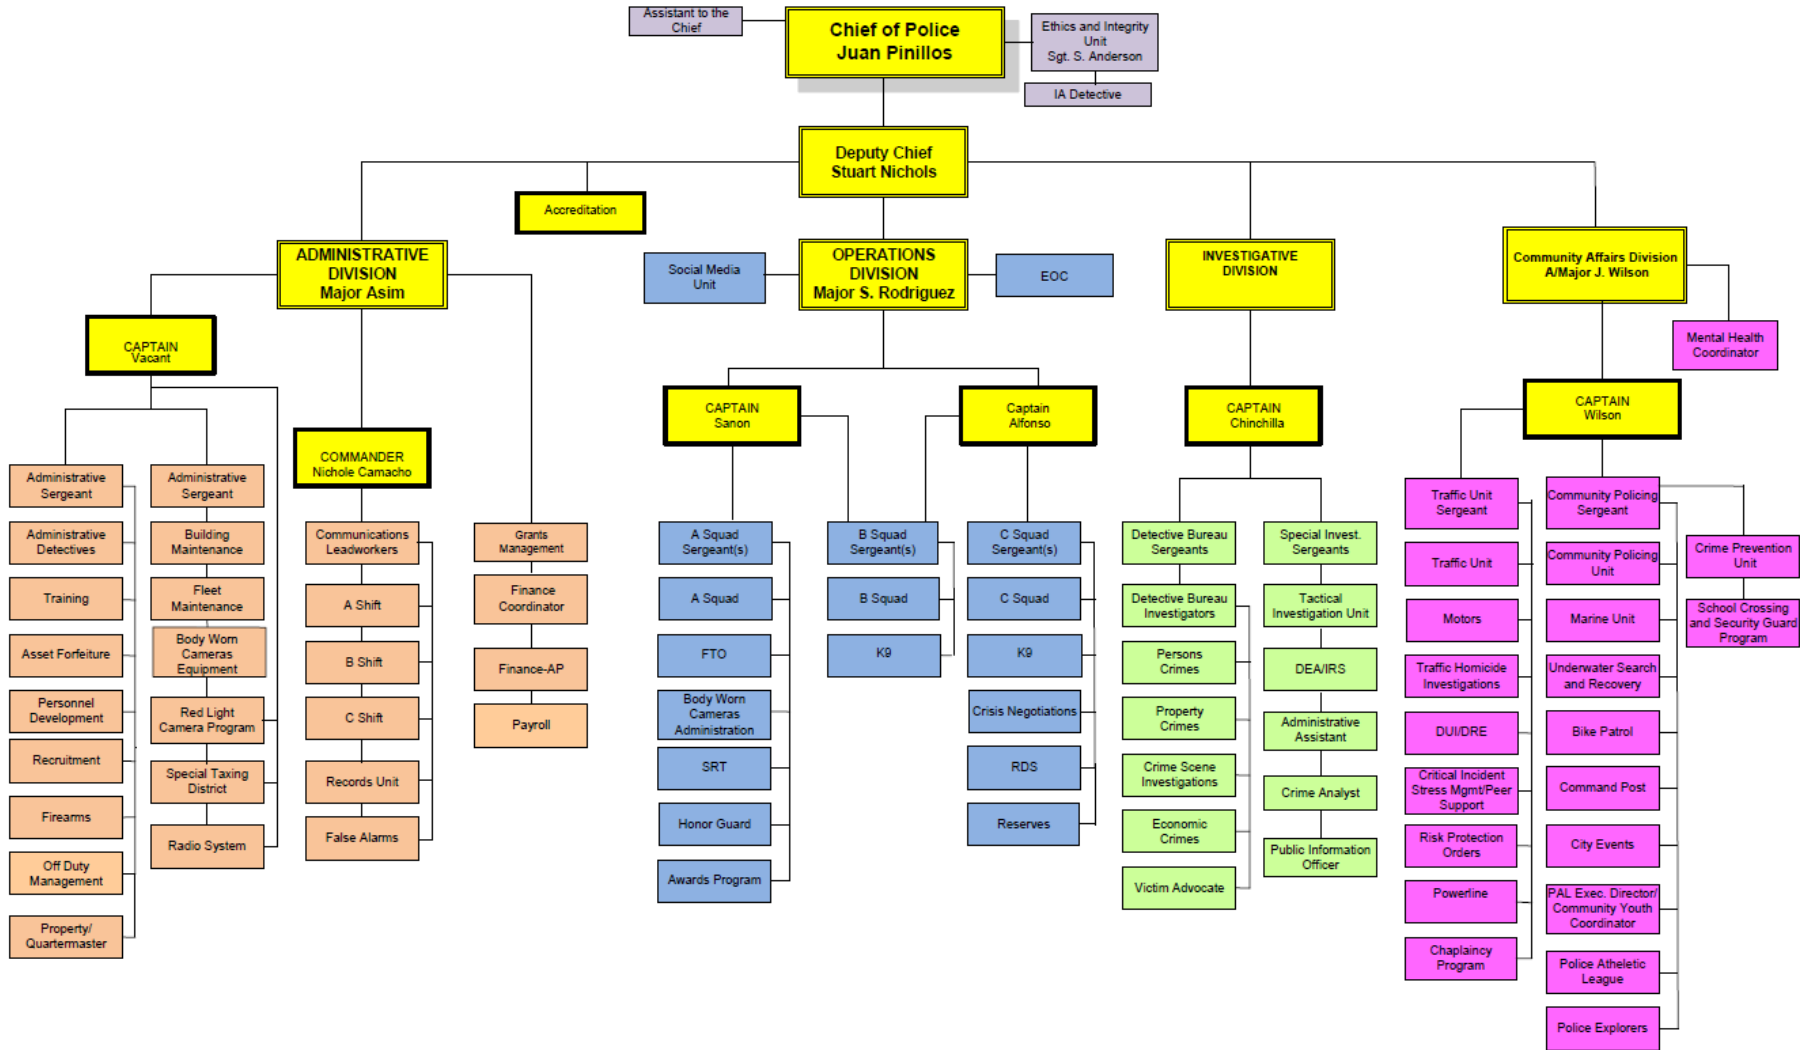 Assistant to the
Chief
Chief of Police
Juan Pinillos
Ethics and Integrity
Unit
Sgt. S. Anderson
IA Detective
Deputy Chief
Stuart Nichols
Accreditation
ADMINISTRATIVE
DIVISION
Major Asim
Social Media
Unit
OPERATIONS
DIVISION
Major S. Rodriguez
EOC
INVESTIGATIVE
DIVISION
Community Affairs Division
A/Major J. Wilson
Mental Health
Coordinator
CAPTAIN
Vacant
COMMANDER
Nichole Camacho
CAPTAIN
Sanon
Captain
Alfonso
CAPTAIN
Chinchilla
CAPTAIN
Wilson
Administrative
Sergeant
Administrative
Detectives
Training
Asset Forfeiture
Personnel
Development
Recruitment
Firearms
Off Duty
Management
Property/
Quartermaster
Administrative
Sergeant
Building
Maintenance
Fleet
Maintenance
Body Worn
Cameras
Equipment
Red Light
Camera Program
Special Taxing
District
Radio System
Communications
Leadworkers
A Shift
B Shift
C Shift
Records Unit
False Alarms
Grants
Management
Finance
Coordinator
Finance-AP
Payroll
A Squad
Sergeant(s)
A Squad
FTO
Body Worn
Cameras
Administration
SRT
Honor Guard
Awards Program
B Squad
Sergeant(s)
B Squad
K9
C Squad
Sergeant(s)
C Squad
K9
Crisis Negotiations
RDS
Reserves
Detective Bureau
Sergeants
Detective Bureau
Investigators
Persons
Crimes
Property
Crimes
Crime Scene
Investigations
Economic
Crimes
Victim Advocate
Special Invest.
Sergeants
Tactical
Investigation Unit
DEA/IRS
Administrative
Assistant
Crime Analyst
Public Information
Officer
Traffic Unit
Sergeant
Traffic Unit
Motors
Traffic Homicide
Investigations
DUI/DRE
Critical Incident
Stress Mgmt/Peer
Support
Risk Protection
Orders
Powerline
Chaplaincy
Program
Community Policing
Sergeant
Community Policing
Unit
Marine Unit
Underwater Search
and Recovery
Bike Patrol
Command Post
City Events
PAL Exec. Director/
Community Youth
Coordinator
Police Atheletic
League
Police Explorers
Crime Prevention
Unit
School Crossing
and Security Guard
Program